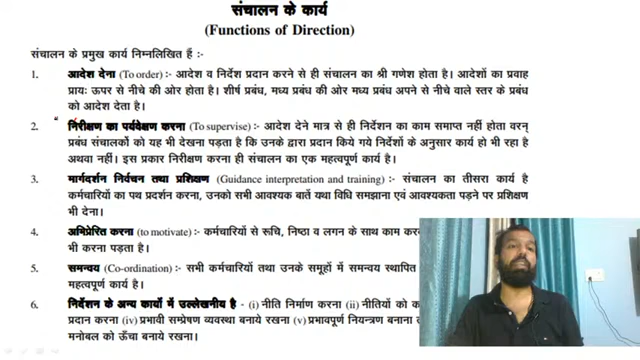 संचालन के कार्य
(Functions of Direction)
संचालन के प्रमुख कार्य निम्नलिखित हैं :-
1. आदेश देना (To order) :- आदेश व निर्देश प्रदान करने से ही संचालन का श्री गणेश होता है। आदेशों का प्रवाह
प्रायः ऊपर से नीचे की ओर होता है। शीर्ष प्रबंध, मध्य प्रबंध की ओर मध्य प्रबंध अपने से नीचे वाले स्तर के प्रबंध
को आदेश देता है।
2. निरीक्षण का पर्यवेक्षण करना (To supervise) :- आदेश देने मात्र से ही निर्देशन का काम समाप्त नहीं होता वरन्
प्रबंध संचालकों को यह भी देखना पड़ता है कि उनके द्वारा प्रदान किये गये निर्देशों के अनुसार कार्य हो भी रहा है
अथवा नहीं। इस प्रकार निरीक्षण करना ही संचालन का एक महत्वपूर्ण कार्य है।
3. मार्गदर्शन निर्वचन तथा प्रशिक्षण (Guidance interpretation and training) :- संचालन का तीसरा कार्य है
कर्मचारियों का पथ प्रदर्शन करना, उनको सभी आवश्यक बातें यथा विधि समझाना एवं आवश्यकता पड़ने पर प्रशिक्षण
भी देना।
4. अभिप्रेरित करना (to motivate) :- कर्मचारियों से रूचि, निष्ठा व लगन के साथ काम
भी करना पड़ता है।
5. समन्वय (Co-ordination) :- सभी कर्मचारियों तथा उनके समूहों में समन्वय स्थापित
महत्वपूर्ण कार्य है।
6. निर्देशन के अन्य कार्यो में उल्लेखनीय है - (i) नीति निर्माण करना (ii) नीतियों को
प्रदान करना (iv) प्रभावी सम्प्रेषण व्यवस्था बनाये रखना (v) प्रभावपूर्ण नियन्त्रण बनाना
मनोबल को ऊँचा बनाये रखना।